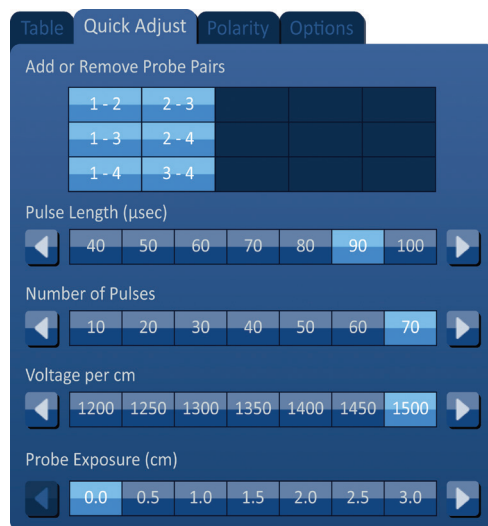 Table Quick Adjust Polarity Options
Add or Remove Probe Pairs
1 - 2 2 - 3
1 - 3 2 - 4
1 - 4 3 - 4
Pulse Length (µsec)
40 50 60 70 80 90 100
Number of Pulses
10 20 30 40 50 60 70
Voltage per cm
1200 1250 1300 1350 1400 1450 1500
Probe Exposure (cm)
0.0 0.5 1.0 1.5 2.0 2.5 3.0